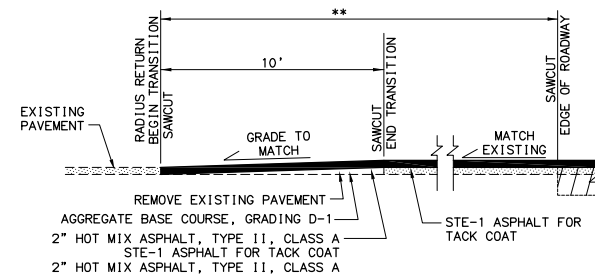 **
10'
RADIUS RETURN
BEGIN TRANSITION
SAWCUT
SAWCUT
END TRANSITION
SAWCUT
EDGE OF ROADWAY
EXISTING
PAVEMENT
GRADE TO
MATCH
MATCH
EXISTING
REMOVE EXISTING PAVEMENT
AGGREGATE BASE COURSE, GRADING D-1
2" HOT MIX ASPHALT, TYPE II, CLASS A
STE-1 ASPHALT FOR TACK COAT
2" HOT MIX ASPHALT, TYPE II, CLASS A
STE-1 ASPHALT FOR
TACK COAT